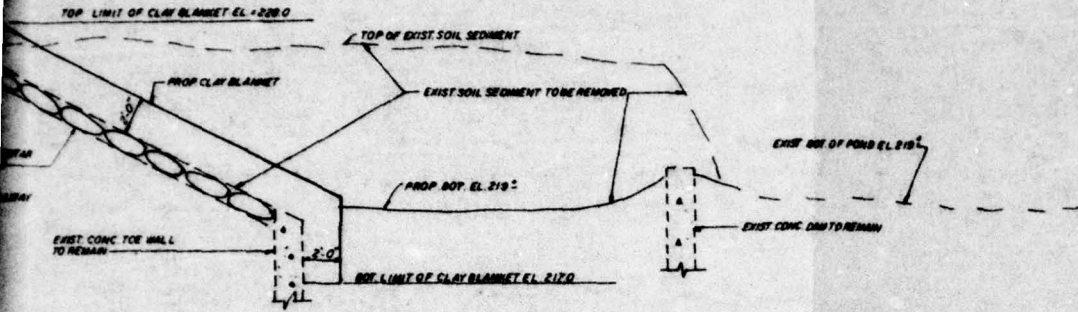 TOP LIMIT OF CLAY BLANKET EL. = 228.0
TOP OF EXIST. SOIL SEDIMENT
PROP. CLAY BLANKET
2'-0"
EXIST SOIL SEDIMENT TO BE REMOVED
EXIST BOT. OF POND EL. 219 ±
PROP. BOT. EL. 219 ±
EXIST. CONC. TOE WALL
TO REMAIN
2'-0"
EXIST CONC. DAM TO REMAIN
BOT. LIMIT OF CLAY BLANKET EL. 217.0